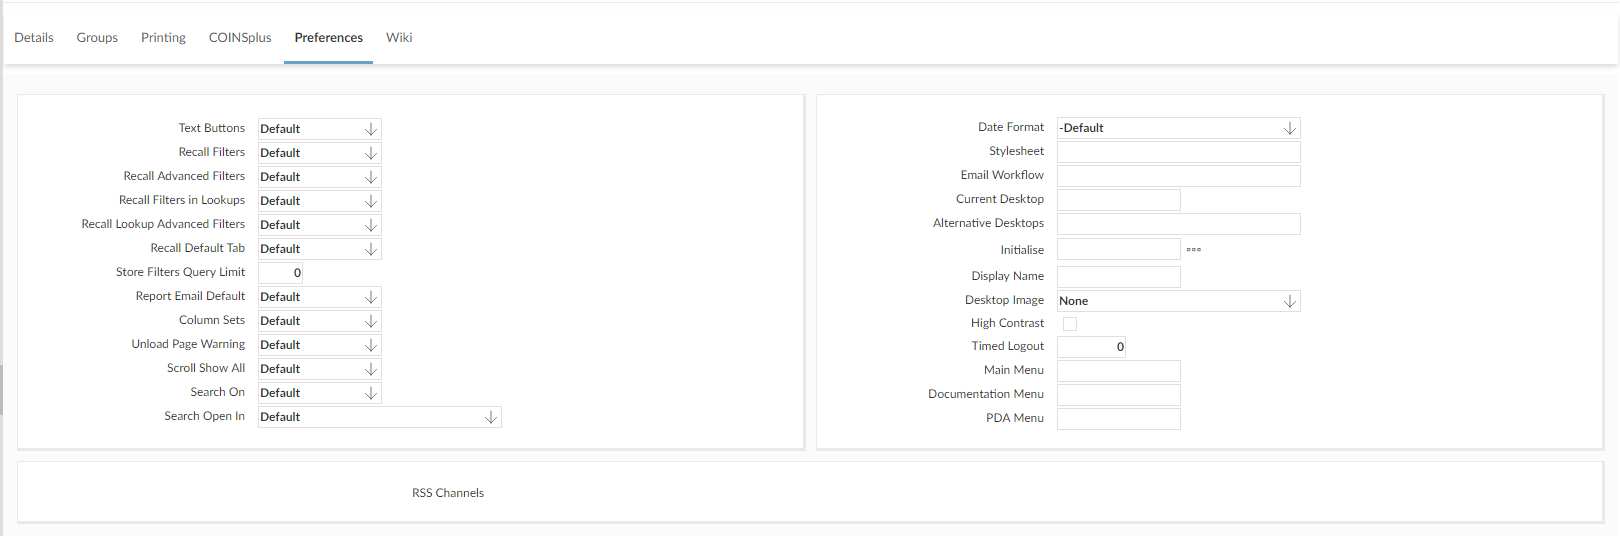 Details Groups Printing COINSplus Preferences Wiki
Text Buttons Default
Recall Filters Default
Recall Advanced Filters Default
Recall Filters in Lookups Default
Recall Lookup Advanced Filters Default
Recall Default Tab Default
Store Filters Query Limit 0
Report Email Default Default
Column Sets Default
Unload Page Warning Default
Scroll Show All Default
Search On Default
Search Open In Default
Date Format -Default
Stylesheet
Email Workflow
Current Desktop
Alternative Desktops
Initialise
Display Name
Desktop Image None
High Contrast
Timed Logout 0
Main Menu
Documentation Menu
PDA Menu
RSS Channels